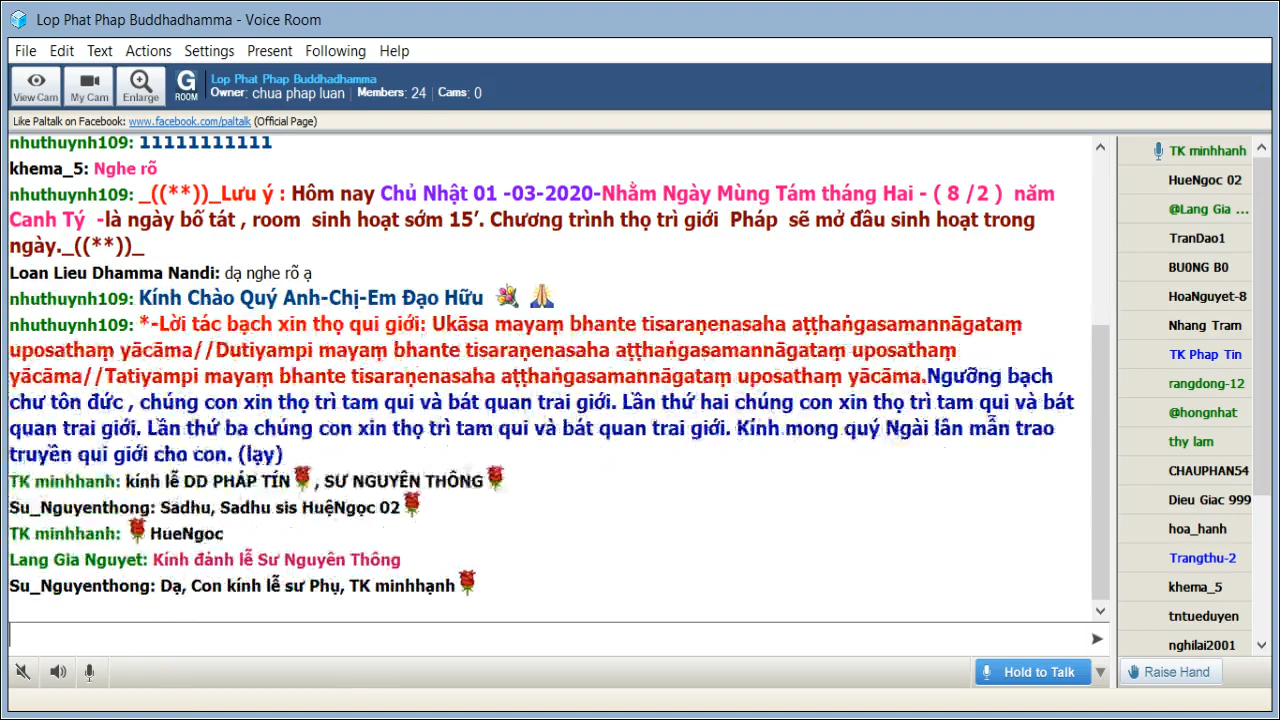 Lop Phat Phap Buddhadhamma - Voice Room
File Edit Text Actions Settings Present Following Help
View Cam My Cam Enlarge G ROOM
Lop Phat Phap Buddhadhamma
Owner: chua phap luan Members: 24 Cams: 0
Like Paltalk on Facebook: www.facebook.com/paltalk (Official Page)
nhuthuynh109: 11111111111
khema_5: Nghe rõ
nhuthuynh109: _((**))_Lưu ý : Hôm nay Chủ Nhật 01 -03-2020-Nhằm Ngày Mùng Tám tháng Hai - ( 8 /2 ) năm
Canh Tý -là ngày bố tát , room sinh hoạt sớm 15’. Chương trình thọ trì giới Pháp sẽ mở đầu sinh hoạt trong
ngày._((**))_
Loan Lieu Dhamma Nandi: dạ nghe rõ ạ
nhuthuynh109: Kính Chào Quý Anh-Chị-Em Đạo Hữu
nhuthuynh109: *-Lời tác bạch xin thọ qui giới: Ukāsa mayaṃ bhante tisaraṇenasaha aṭṭhaṅgasamannāgataṃ
uposathaṃ yācāma//Dutiyampi mayaṃ bhante tisaraṇenasaha aṭṭhaṅgasamannāgataṃ uposathaṃ
yācāma//Tatiyampi mayaṃ bhante tisaraṇenasaha aṭṭhaṅgasamannāgataṃ uposathaṃ yācāma.Ngưỡng bạch
chư tôn đức , chúng con xin thọ trì tam qui và bát quan trai giới. Lần thứ hai chúng con xin thọ trì tam qui và bát
quan trai giới. Lần thứ ba chúng con xin thọ trì tam qui và bát quan trai giới. Kính mong quý Ngài lân mẫn trao
truyền qui giới cho con. (lạy)
TK minhhanh: kính lễ DD PHÁP TÍN , SƯ NGUYÊN THÔNG
Su_Nguyenthong: Sadhu, Sadhu sis HuệNgọc 02
TK minhhanh: HueNgoc
Lang Gia Nguyet: Kính đảnh lễ Sư Nguyên Thông
Su_Nguyenthong: Dạ, Con kính lễ sư Phụ, TK minhhạnh
Hold to Talk
TK minhhanh
HueNgoc 02
@Lang Gia ...
TranDao1
BU0NG B0
HoaNguyet-8
Nhang Tram
TK Phap Tin
rangdong-12
@hongnhat
thy lam
CHAUPHAN54
Dieu Giac 999
hoa_hanh
Trangthu-2
khema_5
tntueduyen
nghilai2001
Raise Hand